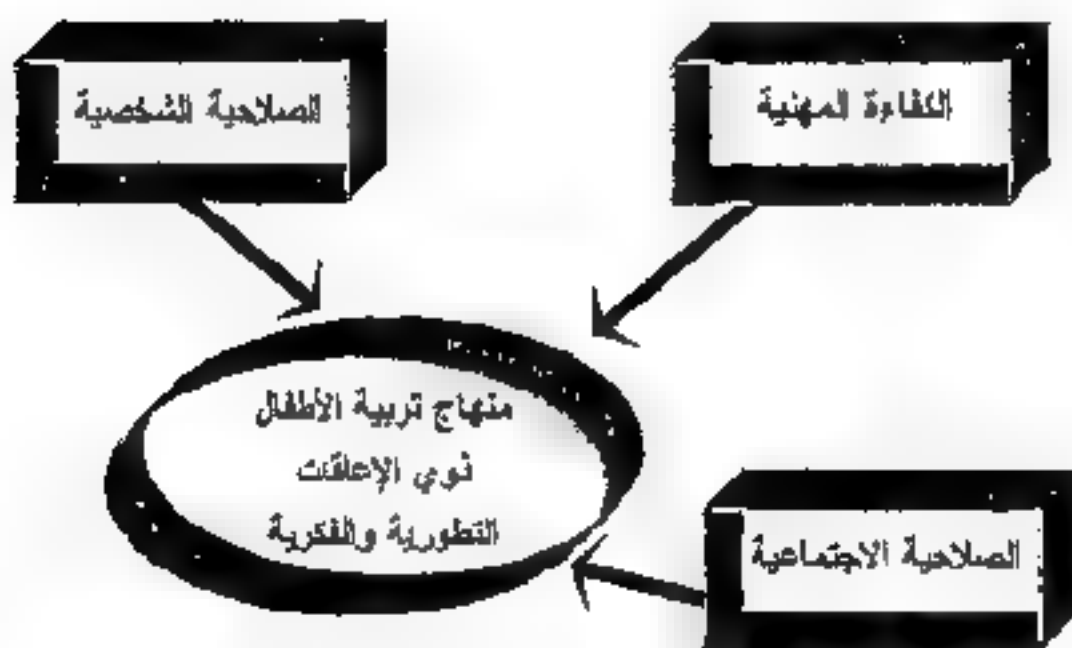 الكفاءة المهنية
الصلاحية الشخصية
منهاج تربية الأطفال
ذوي الإعاقات
التطورية والفكرية
الصلاحية الاجتماعية